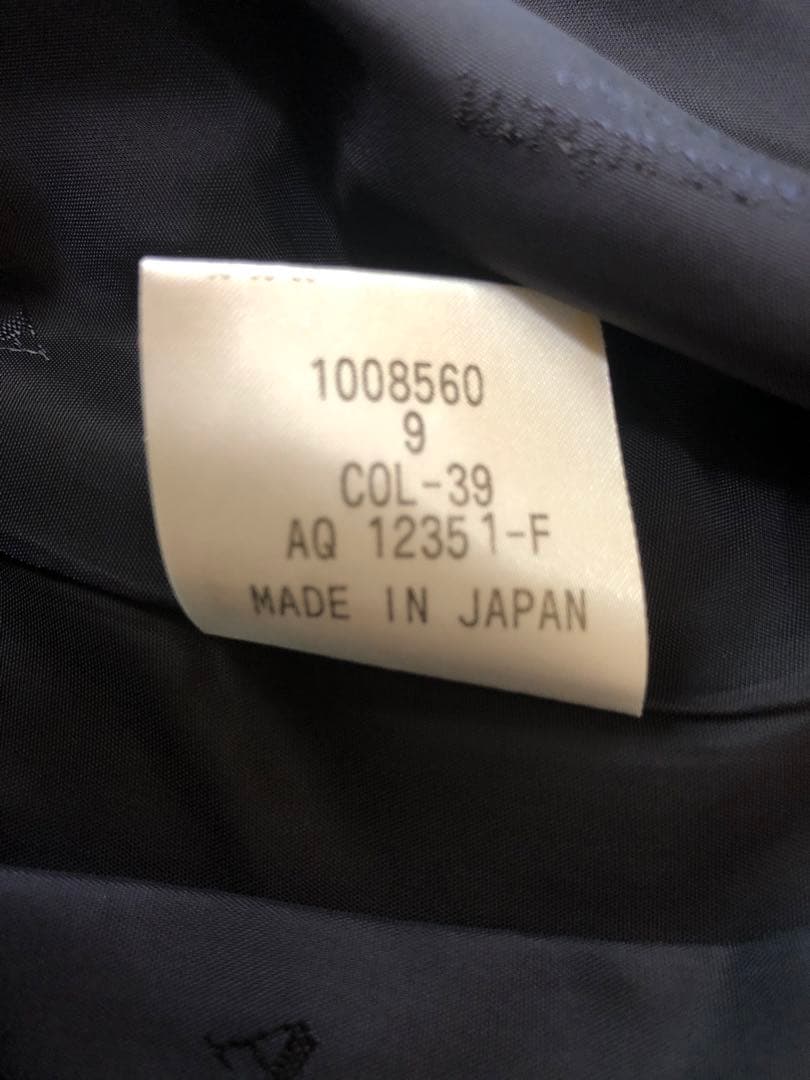 1008560
9
COL-39
AQ 12351-F
MADE IN JAPAN